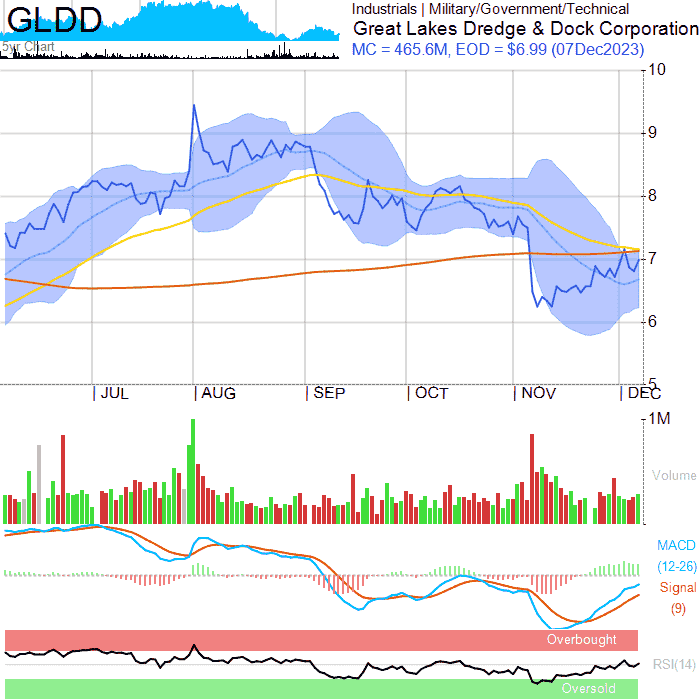 GLDD
5yr Chart
Industrials | Military/Government/Technical
Great Lakes Dredge & Dock Corporation
MC = 465.6M, EOD = $6.99 (07Dec2023)
10
9
8
7
6
5
JUL AUG SEP OCT NOV DEC
1M
Volume
MACD
(12-26)
Signal
(9)
Overbought
RSI(14)
Oversold